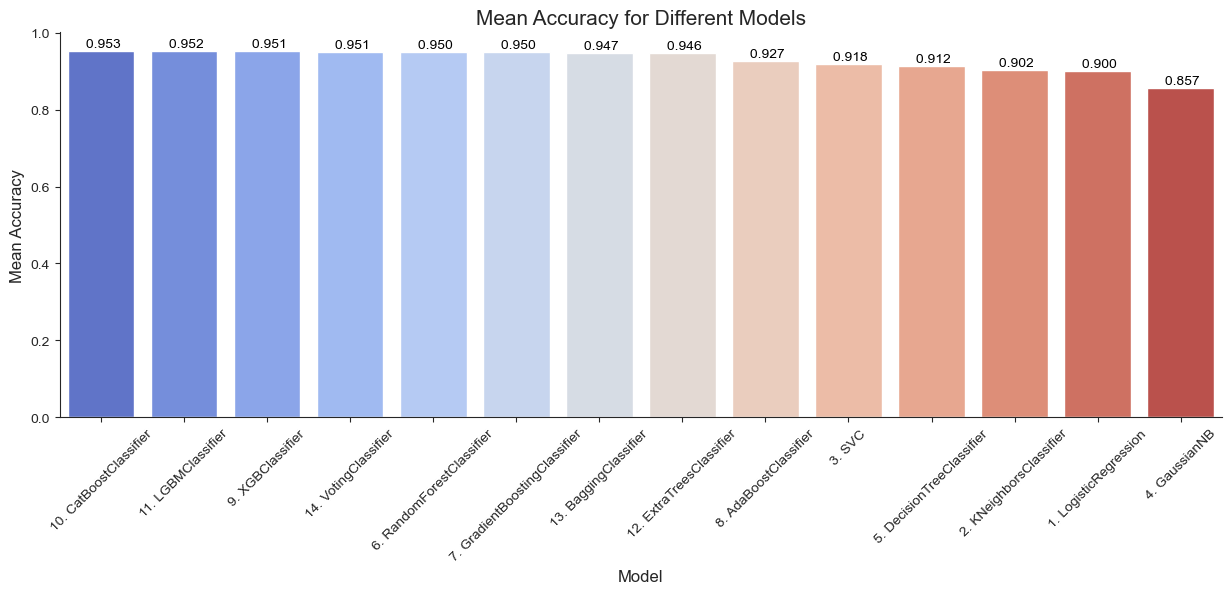 Mean Accuracy for Different Models
Mean Accuracy
1.0
0.8
0.6
0.4
0.2
0.0
0.953
0.952
0.951
0.951
0.950
0.950
0.947
0.946
0.927
0.918
0.912
0.902
0.900
0.857
10. CatBoostClassifier
11. LGBMClassifier
9. XGBClassifier
14. VotingClassifier
6. RandomForestClassifier
7. GradientBoostingClassifier
13. BaggingClassifier
12. ExtraTreesClassifier
8. AdaBoostClassifier
3. SVC
5. DecisionTreeClassifier
2. KNeighborsClassifier
1. LogisticRegression
4. GaussianNB
Model